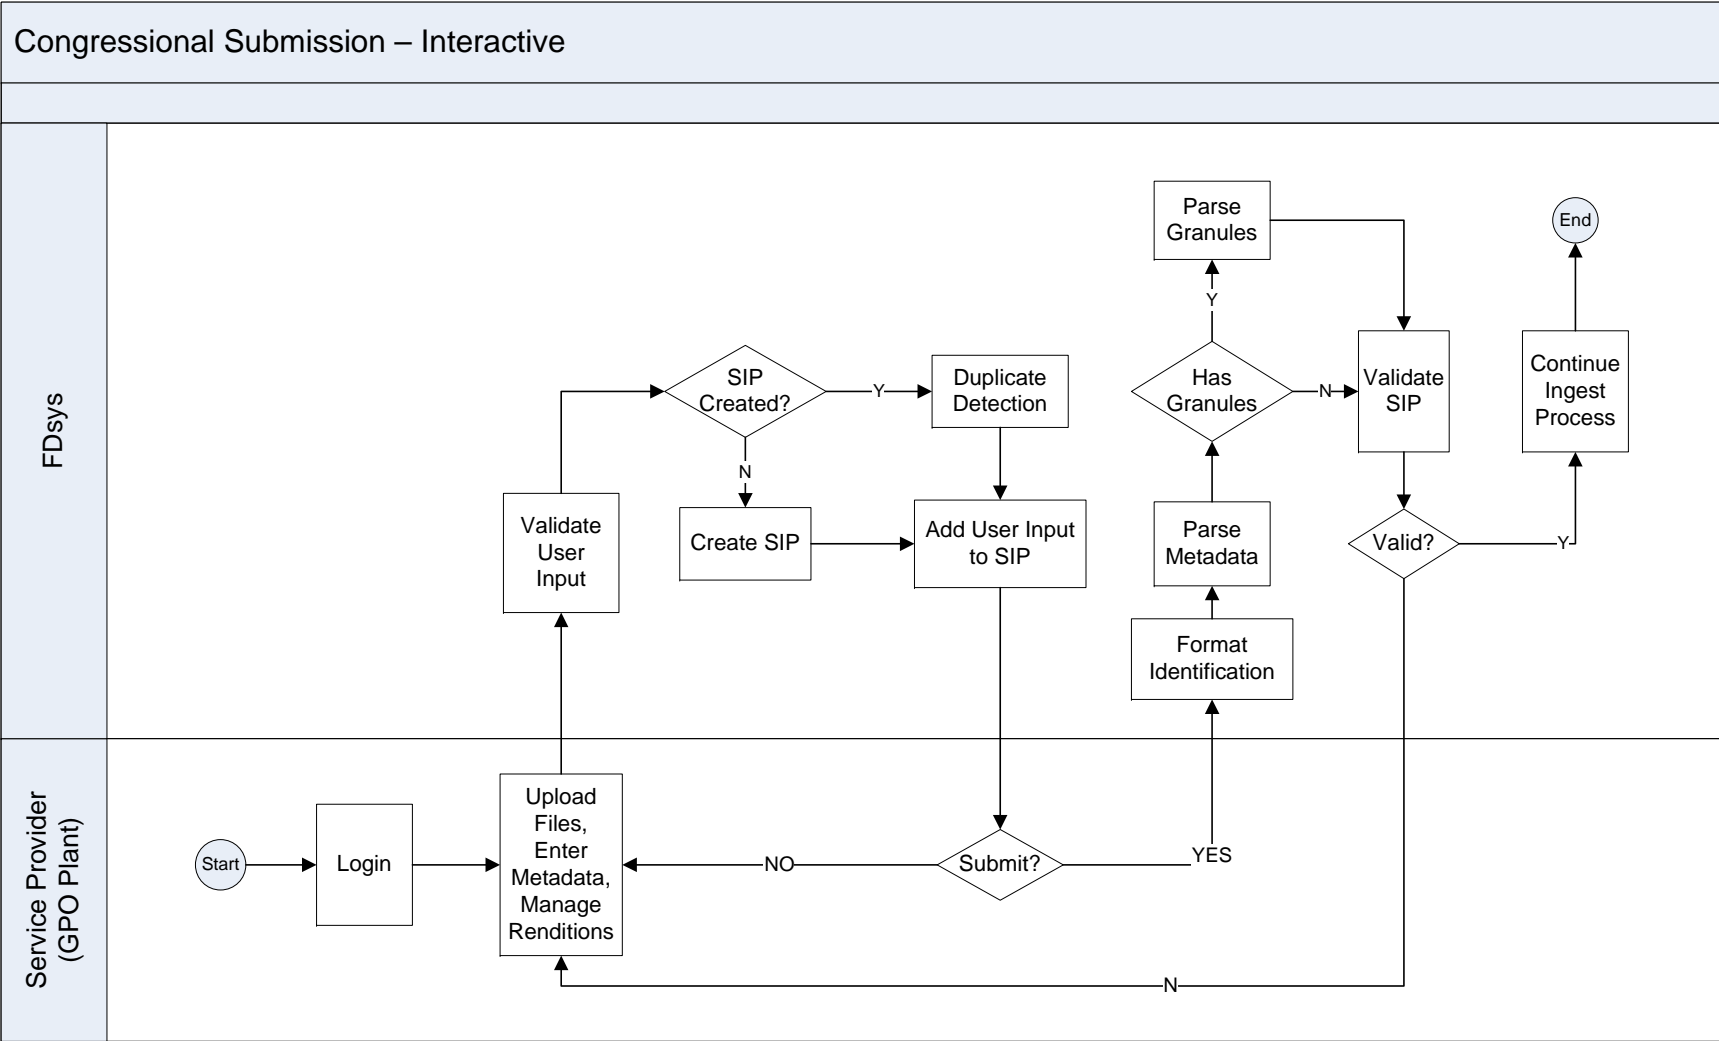 Congressional Submission – Interactive
FDsys
Parse
Granules
End
Y
SIP
Created?
Y
Duplicate
Detection
Has
Granules
N
Validate
SIP
Continue
Ingest
Process
N
Validate
User
Input
Create SIP
Add User Input
to SIP
Parse
Metadata
Valid?
Y
Format
Identification
Service Provider
(GPO Plant)
Start
Login
Upload
Files,
Enter
Metadata,
Manage
Renditions
NO
Submit?
YES
N